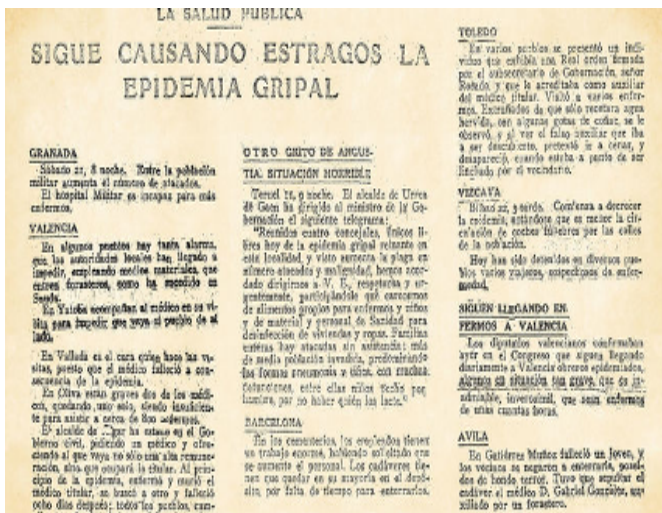 LA SALUD PUBLICA
SIGUE CAUSANDO ESTRAGOS LA
EPIDEMIA GRIPAL
GRANADA
Sábado 21, 8 noche. Entre la población
militar aumenta el número de atacados.
El hospital Militar es incapaz para más
enfermos.
VALENCIA
En algunos pueblos hay tanta alarma,
que las autoridades locales han llegado a
impedir, empleando medios materiales, que
entren forasteros, como ha sucedido en
En Yatoba acompañan al médico en su vi-
sita para impedir que vaya al pueblo de al
lado.
En Vallada es el cura quien hace las vi-
sitas, puesto que el médico falleció a con-
secuencia de la epidemia.
En Oliva están graves dos de los médi-
cos, quedando uno solo, siendo insuficien-
te para asistir a cerca de 800 enfermos.
El alcalde de ha estado en el Go-
bierno civil, pidiendo un médico y ofre-
ciendo al que vaya no sólo una alta remune-
ración, sino que ocupará la titular. Al prin-
cipio de la epidemia, enfermó y murió el
médico titular, se buscó a otro y falleció
ocho días después; todos los pueblos,
OTRO GRITO DE ANGUS-
TIA. SITUACIÓN HORRIBLE
Teruel 21, 9 noche. El alcalde de Urrea
de Gaen ha dirigido al ministro de la Go-
bernación el siguiente telegrama:
"Reunidos cuatro concejales, únicos li-
bres hoy de la epidemia gripal reinante en
esta localidad, y visto aumenta la plaga en
número atacados y malignidad, hemos acor-
dado dirigirnos a V. E., respetuosa y ur-
gentemente, participándole que carecemos
de alimentos propios para enfermos y niños
y de material y personal de Sanidad para
desinfección de viviendas y ropas. Familias
enteras hay atacadas sin asistencia; más
de media población invadida, predominando
las formas pneumonia y con muchas
defunciones, entre ellas niños por
hambre, por no haber quién los lacte."
BARCELONA
En los cementerios, los empleados tienen
un trabajo enorme, habiendo solicitado que
se aumente el personal. Los cadáveres tie-
nen que quedar en su mayoría en el depó-
sito, por falta de tiempo para enterrarlos.
TOLEDO
En varios pueblos se presentó un indi-
viduo que exhibía una Real orden firmada
por el subsecretario de Gobernación, señor
Rosado, y que le acreditaba como auxiliar
del médico titular. Visitó a varios enfer-
mos. Extrañados de que sólo recetara agua
hervida, con algunas gotas de coñac, se le
observó, y al ver el falso auxiliar que iba
a ser descubierto, pretextó ir a cenar, y
desapareció, cuando estaba a punto de ser
linchado por el vecindario.
VIZCAYA
Bilbao 22, 3 tarde. Comienza a decrecer
la epidemia, notándose que es menor la cir-
culación de coches fúnebres por las calles
de la población.
Hoy han sido detenidos en diversos pue-
blos varios viajeros, sospechosos de enfer-
medad.
SIGUEN LLEGANDO EN-
FERMOS A VALENCIA
Los diputados valencianos confirmaban
ayer en el Congreso que siguen llegando
diariamente a Valencia obreros epidemiados,
algunos en situación tan grave, que es in-
admisible, inverosímil, que sean enfermos
de unas cuantas horas.
AVILA
En Gutiérrez Muñoz falleció un joven, y
los vecinos se negaron a enterrarle, poseí-
dos de hondo terror. Tuvo que sepultar el
cadáver el médico D. Gabriel González, au-
xiliado por un forastero.